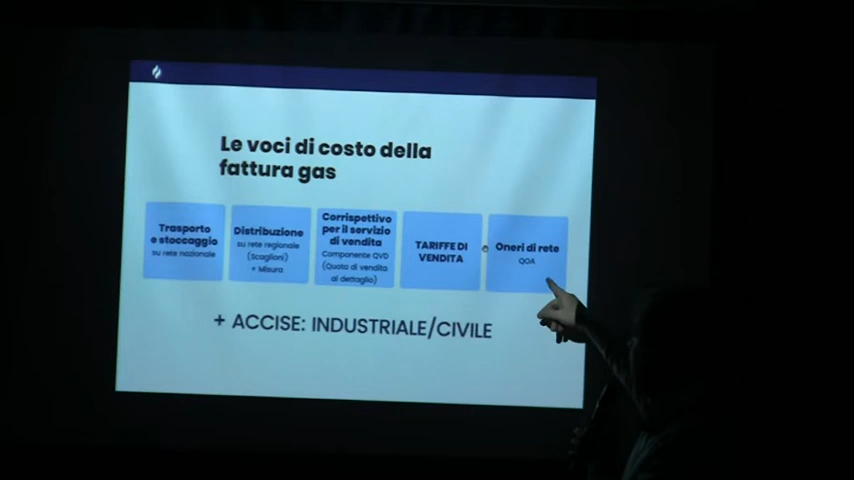 Le voci di costo della
fattura gas
Trasporto
e stoccaggio
su rete nazionale
Distribuzione
su rete regionale
(Scaglioni)
+ Misura
Corrispettivo
per il servizio
di vendita
Componente QVD
(Quota di vendita
al dettaglio)
TARIFFE DI
VENDITA
Oneri di rete
QOA
+ ACCISE: INDUSTRIALE/CIVILE